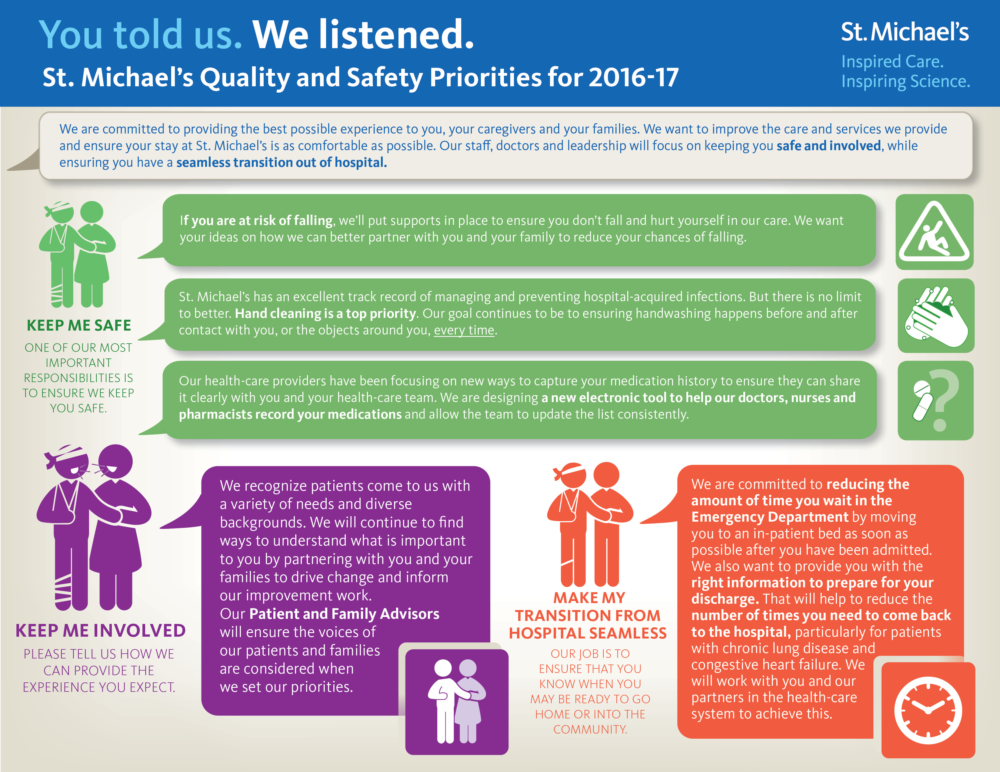 You told us. We listened.
St. Michael's Quality and Safety Priorities for 2016-17
St. Michael's
Inspired Care.
Inspiring Science.
We are committed to providing the best possible experience to you, your caregivers and your families. We want to improve the care and services we provide
and ensure your stay at St. Michael's is as comfortable as possible. Our staff, doctors and leadership will focus on keeping you safe and involved, while
ensuring you have a seamless transition out of hospital.
KEEP ME SAFE
ONE OF OUR MOST
IMPORTANT
RESPONSIBILITIES IS
TO ENSURE WE KEEP
YOU SAFE.
If you are at risk of falling, we'll put supports in place to ensure you don't fall and hurt yourself in our care. We want
your ideas on how we can better partner with you and your family to reduce your chances of falling.
St. Michael's has an excellent track record of managing and preventing hospital-acquired infections. But there is no limit
to better. Hand cleaning is a top priority. Our goal continues to be to ensuring handwashing happens before and after
contact with you, or the objects around you, every time.
Our health-care providers have been focusing on new ways to capture your medication history to ensure they can share
it clearly with you and your health-care team. We are designing a new electronic tool to help our doctors, nurses and
pharmacists record your medications and allow the team to update the list consistently.
?
KEEP ME INVOLVED
PLEASE TELL US HOW WE
CAN PROVIDE THE
EXPERIENCE YOU EXPECT.
We recognize patients come to us with
a variety of needs and diverse
backgrounds. We will continue to find
ways to understand what is important
to you by partnering with you and your
families to drive change and inform
our improvement work.
Our Patient and Family Advisors
will ensure the voices of
our patients and families
are considered when
we set our priorities.
MAKE MY
TRANSITION FROM
HOSPITAL SEAMLESS
OUR JOB IS TO
ENSURE THAT YOU
KNOW WHEN YOU
MAY BE READY TO GO
HOME OR INTO THE
COMMUNITY.
We are committed to reducing the
amount of time you wait in the
Emergency Department by moving
you to an in-patient bed as soon as
possible after you have been admitted.
We also want to provide you with the
right information to prepare for your
discharge. That will help to reduce the
number of times you need to come back
to the hospital, particularly for patients
with chronic lung disease and
congestive heart failure. We
will work with you and our
partners in the health-care
system to achieve this.